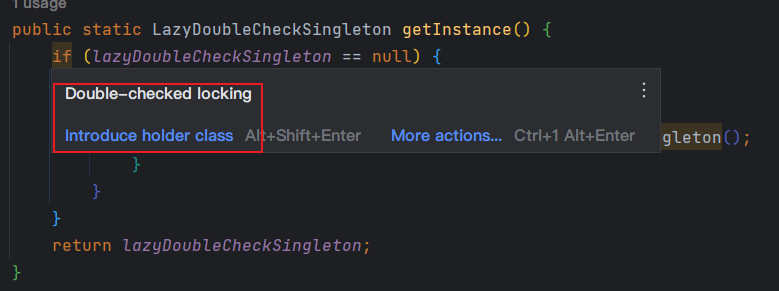 1 usage
public static LazyDoubleCheckSingleton getInstance() {
if (lazyDoubleCheckSingleton == null) {
Double-checked locking
Introduce holder class Alt+Shift+Enter More actions... Ctrl+1 Alt+Enter
gleton();
}
}
}
return lazyDoubleCheckSingleton;
}